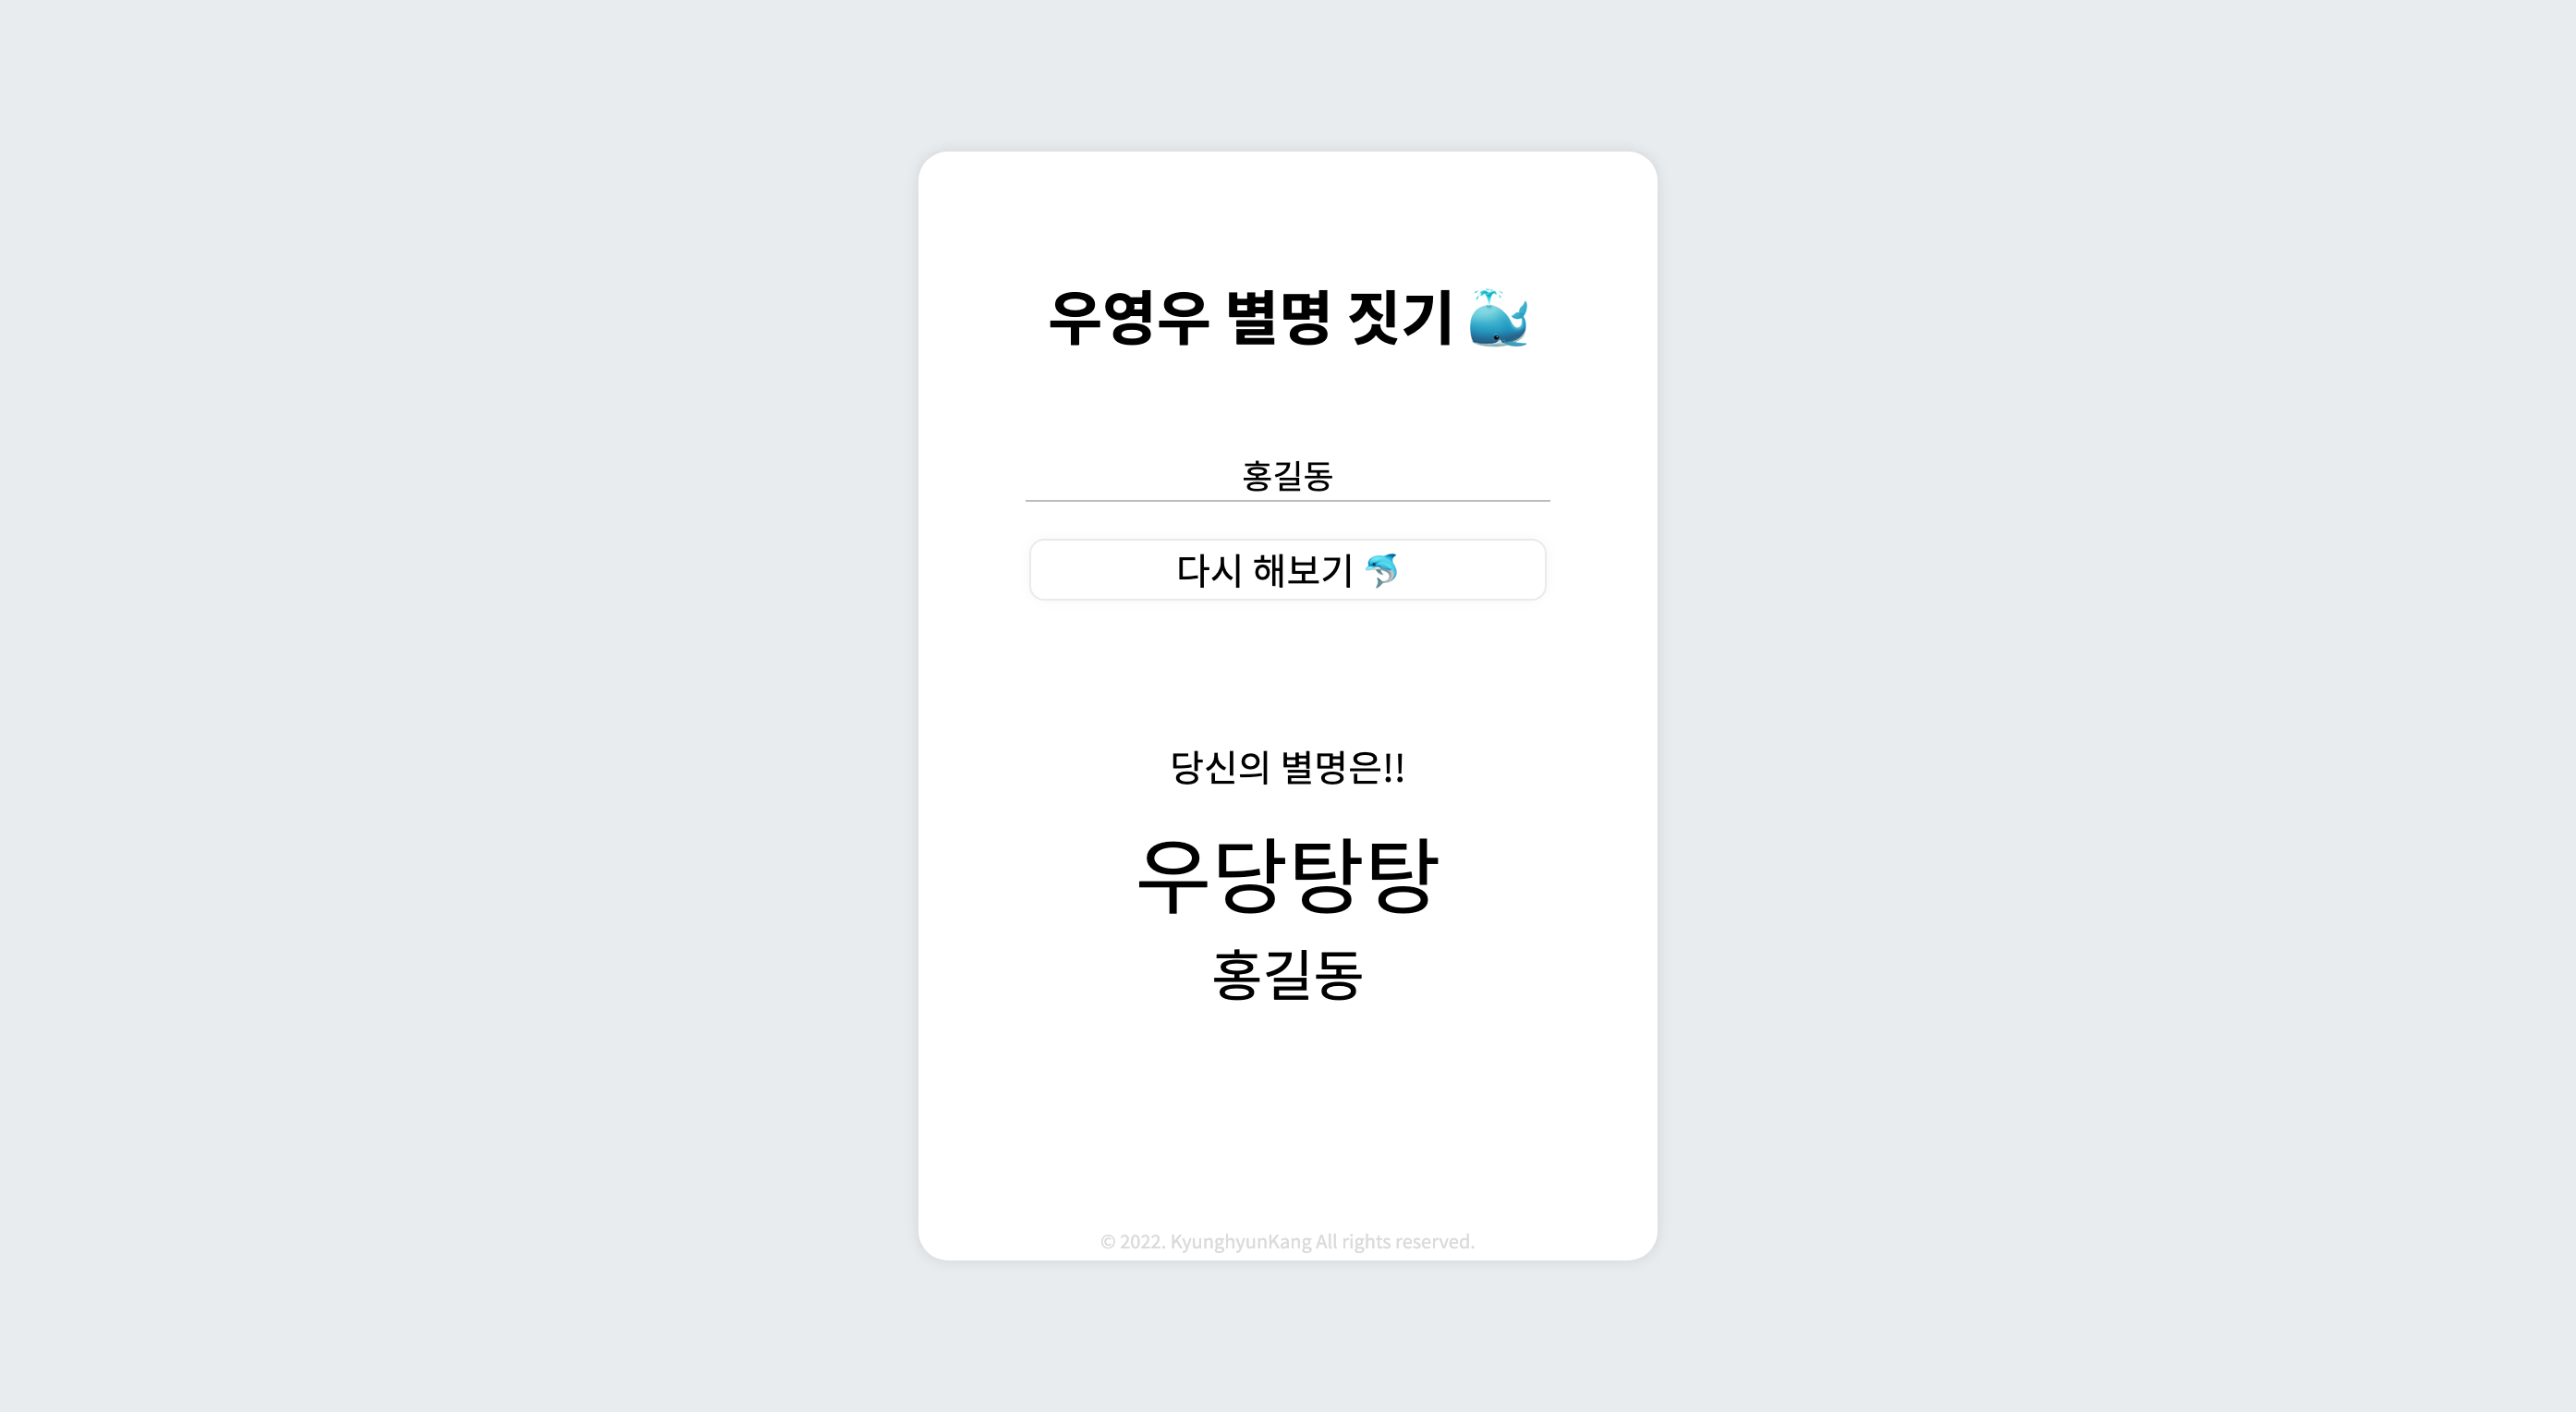 우영우 별명 짓기 🐳
홍길동
다시 해보기 🐬
당신의 별명은!!
우당탕탕
홍길동
© 2022. KyunghyunKang All rights reserved.